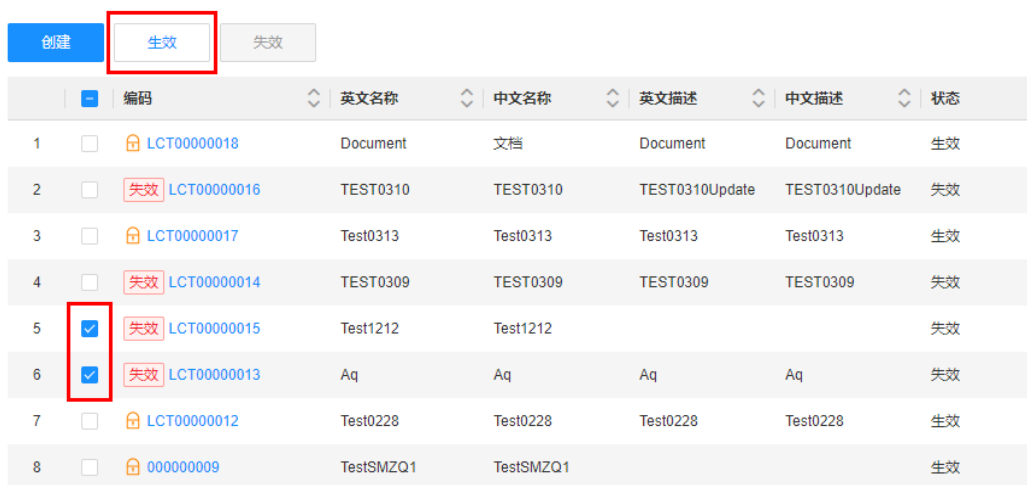 创建 生效 失效
编码 英文名称 中文名称 英文描述 中文描述 状态
1 LCT00000018 Document 文档 Document Document 生效
2 失效 LCT00000016 TEST0310 TEST0310 TEST0310Update TEST0310Update 失效
3 LCT00000017 Test0313 Test0313 Test0313 Test0313 生效
4 失效 LCT00000014 TEST0309 TEST0309 TEST0309 TEST0309 失效
5 失效 LCT00000015 Test1212 Test1212 失效
6 失效 LCT00000013 Aq Aq Aq Aq 失效
7 LCT00000012 Test0228 Test0228 Test0228 Test0228 生效
8 000000009 TestSMZQ1 TestSMZQ1 生效